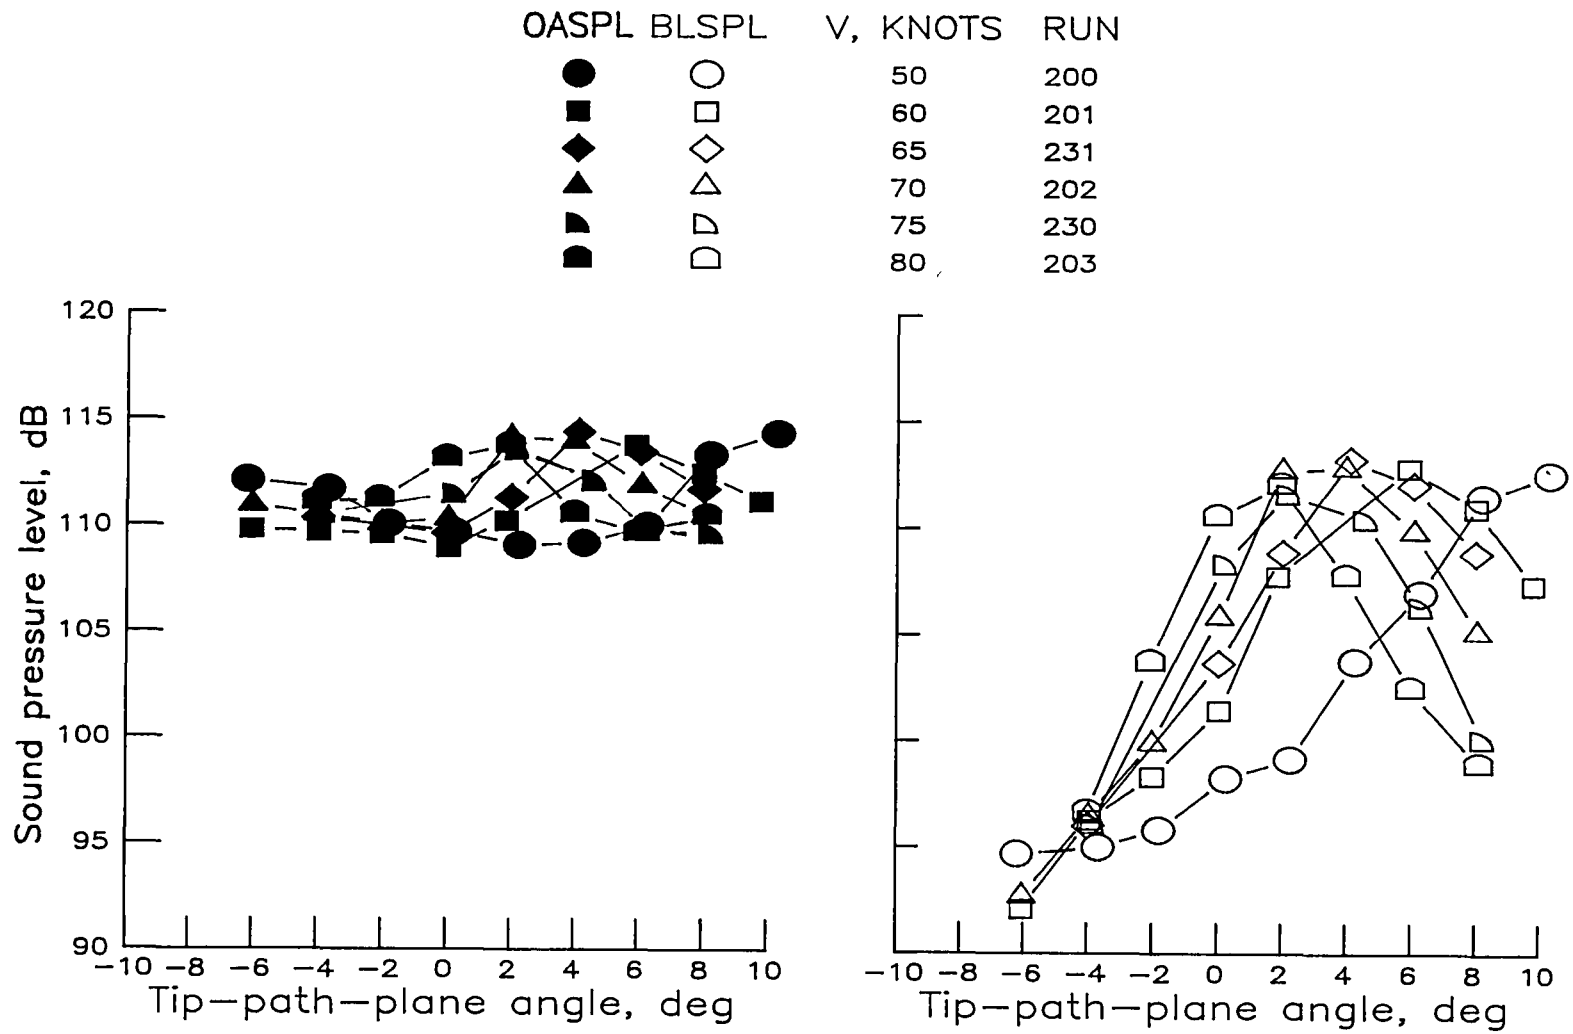 OASPL BLSPL V, KNOTS RUN
50 200
60 201
65 231
70 202
75 230
80 203
120
115
110
105
100
95
90
Sound pressure level, dB
−10 −8 −6 −4 −2 0 2 4 6 8 10
Tip−path−plane angle, deg
−10 −8 −6 −4 −2 0 2 4 6 8 10
Tip−path−plane angle, deg